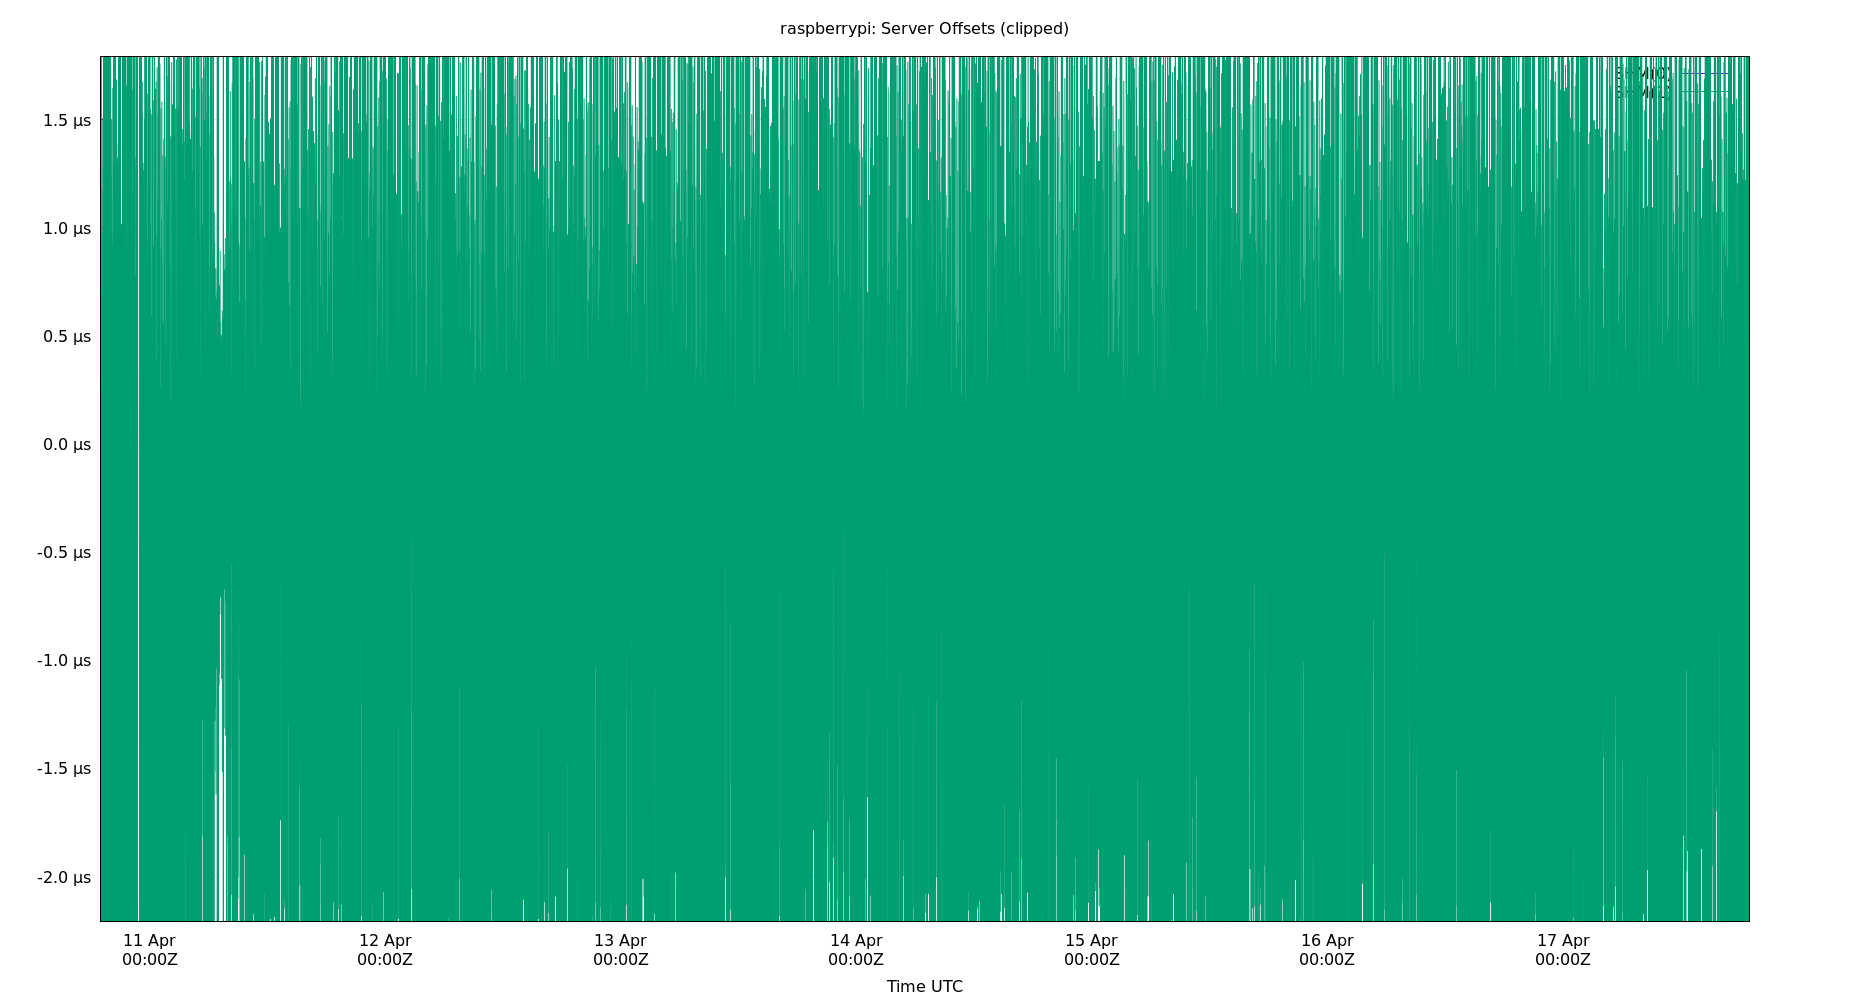 raspberrypi: Server Offsets (clipped)
1.5 µs
1.0 µs
0.5 µs
0.0 µs
-0.5 µs
-1.0 µs
-1.5 µs
-2.0 µs
11 Apr
00:00Z
12 Apr
00:00Z
13 Apr
00:00Z
14 Apr
00:00Z
15 Apr
00:00Z
16 Apr
00:00Z
17 Apr
00:00Z
Time UTC